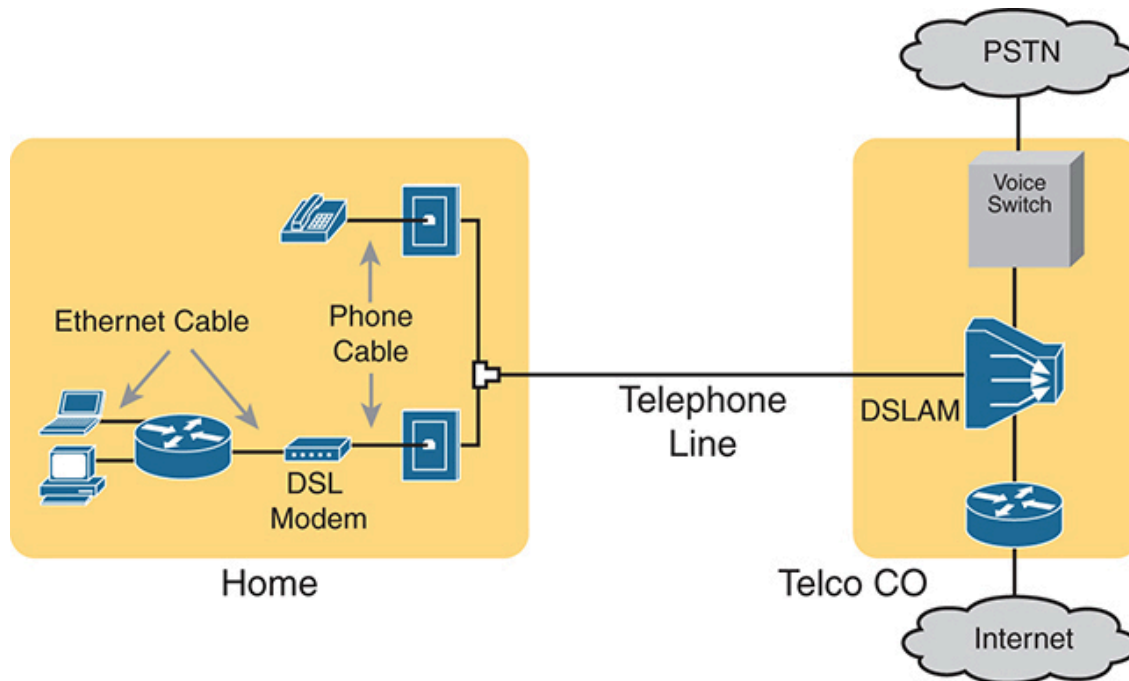 PSTN
Voice
Switch
Ethernet Cable
Phone
Cable
Telephone
Line
DSLAM
DSL
Modem
Home
Telco CO
Internet